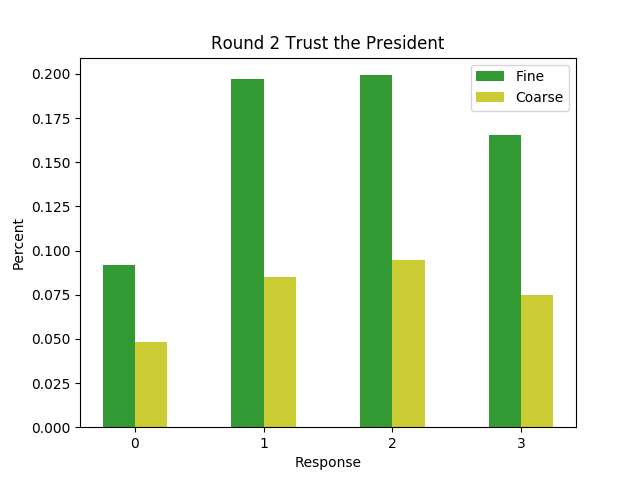 Round 2 Trust the President
Fine
Coarse
0.200
0.175
0.150
0.125
0.100
0.075
0.050
0.025
0.000
Percent
0 1 2 3
Response